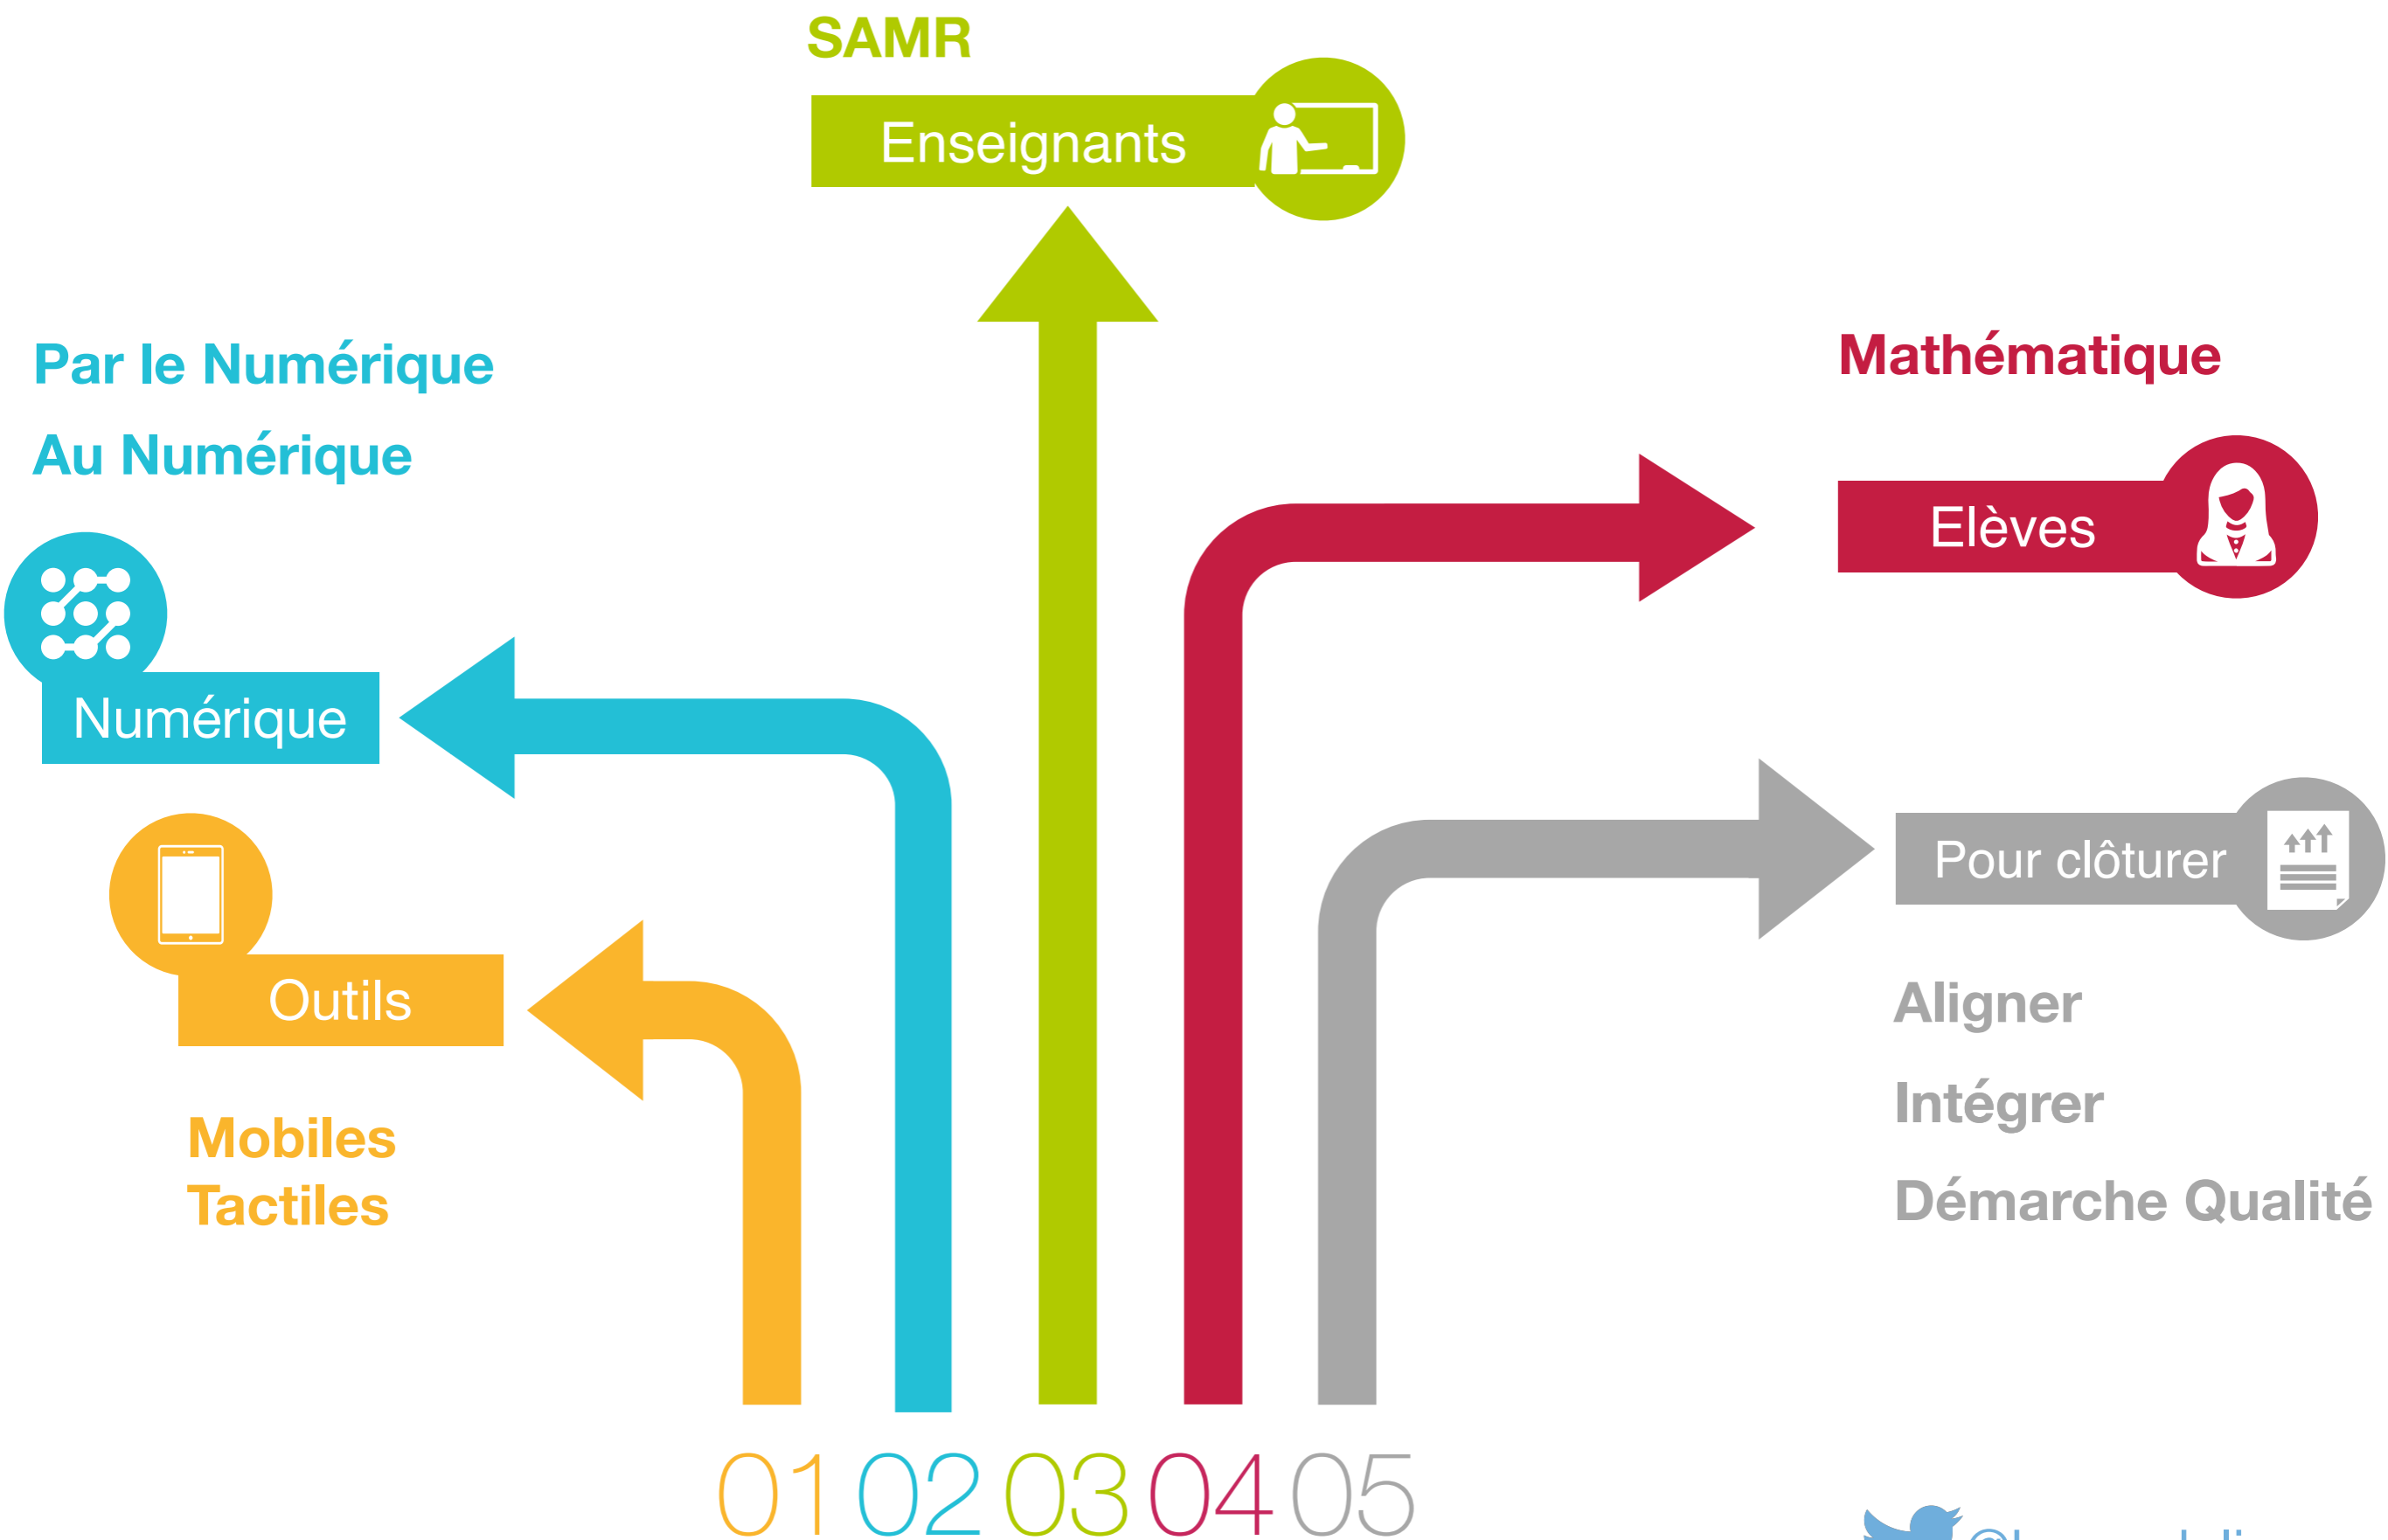 SAMR
Enseignants
Par le Numérique
Au Numérique
Numérique
Mathématique
Elèves
Outils
Mobiles
Tactiles
Pour clôturer
Aligner
Intégrer
Démarche Qualité
01 02 03 04 05